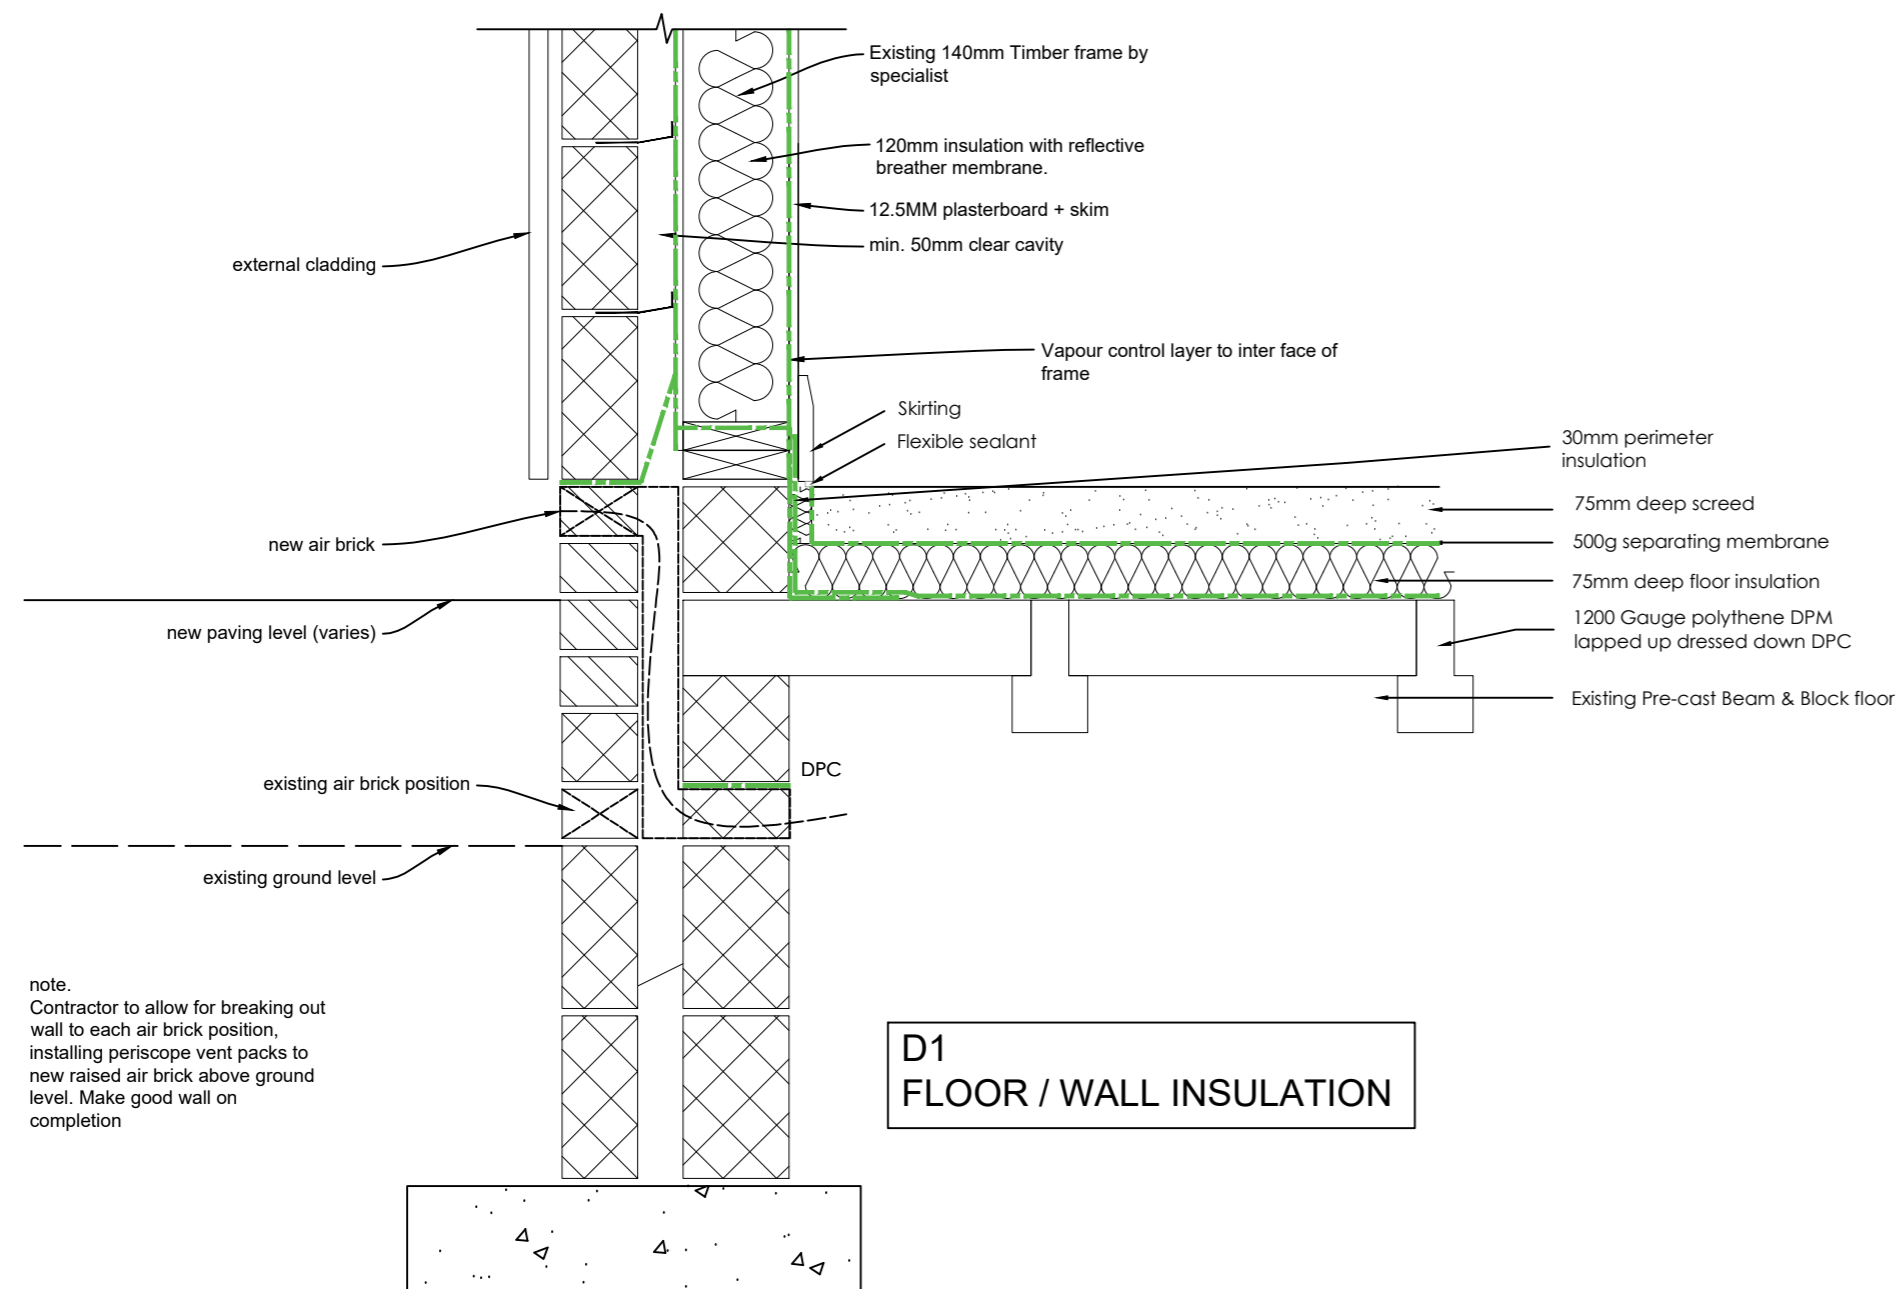 Existing 140mm Timber frame by
specialist
120mm insulation with reflective
breather membrane.
12.5MM plasterboard + skim
min. 50mm clear cavity
external cladding
Vapour control layer to inter face of
frame
Skirting
Flexible sealant
30mm perimeter
insulation
75mm deep screed
500g separating membrane
75mm deep floor insulation
1200 Gauge polythene DPM
lapped up dressed down DPC
Existing Pre-cast Beam & Block floor
new air brick
new paving level (varies)
DPC
existing air brick position
existing ground level
note.
Contractor to allow for breaking out
wall to each air brick position,
installing periscope vent packs to
new raised air brick above ground
level. Make good wall on
completion
D1
FLOOR / WALL INSULATION